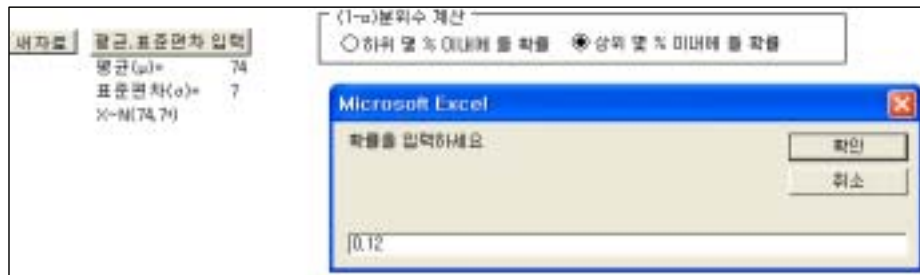 새자료
평균,표준편차 입력
평균(μ)= 74
표준편차(σ)= 7
X~N(74,7²)
(1-α)분위수 계산
하위 몇 % 이내에 들 확률
상위 몇 % 이내에 들 확률
Microsoft Excel
확률을 입력하세요
확인
취소
0.12